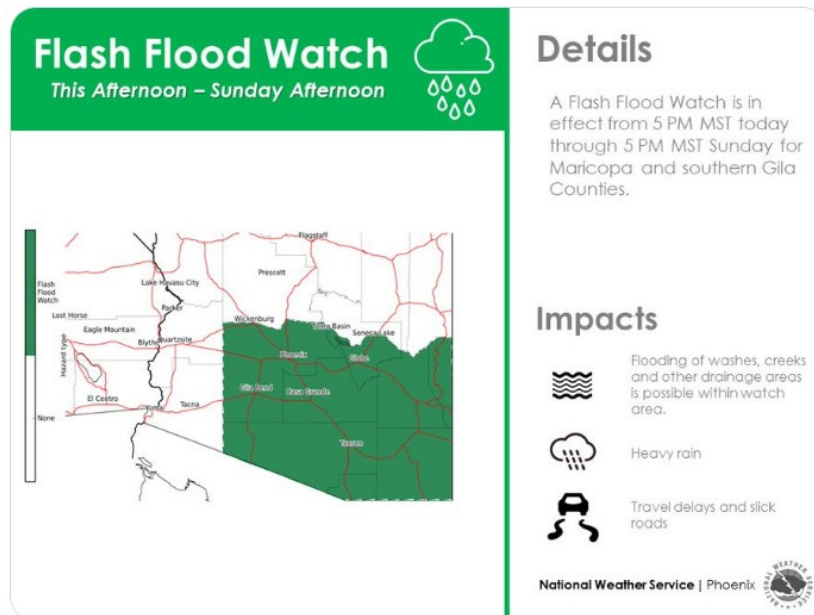 Flash Flood Watch
This Afternoon – Sunday Afternoon
Details
A Flash Flood Watch is in
effect from 5 PM MST today
through 5 PM MST Sunday for
Maricopa and southern Gila
Counties.
Flash
Flood
Watch
Hazard type
None
Flagstaff
Prescott
Lake Havasu City
Parker
Lost Horse
Eagle Mountain
Blythe
Quartzsite
Wickenburg
Tonto Basin
Seneca Lake
Phoenix
Globe
Gila Bend
Casa Grande
El Centro
Yuma
Tacna
Tucson
Impacts
Flooding of washes, creeks
and other drainage areas
is possible within watch
area.
Heavy rain
Travel delays and slick
roads
National Weather Service | Phoenix
NATIONAL WEATHER SERVICE